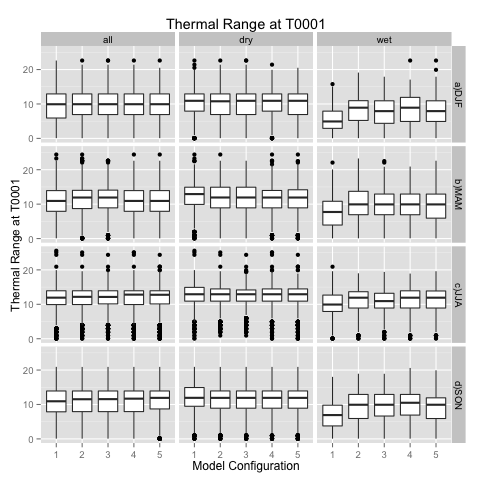 Thermal Range at T0001
all dry wet
20
10
0
a)DJF
20
10
0
b)MAM
20
10
0
c)JJA
20
10
0
d)SON
Thermal Range at T0001
1 2 3 4 5 1 2 3 4 5 1 2 3 4 5
Model Configuration